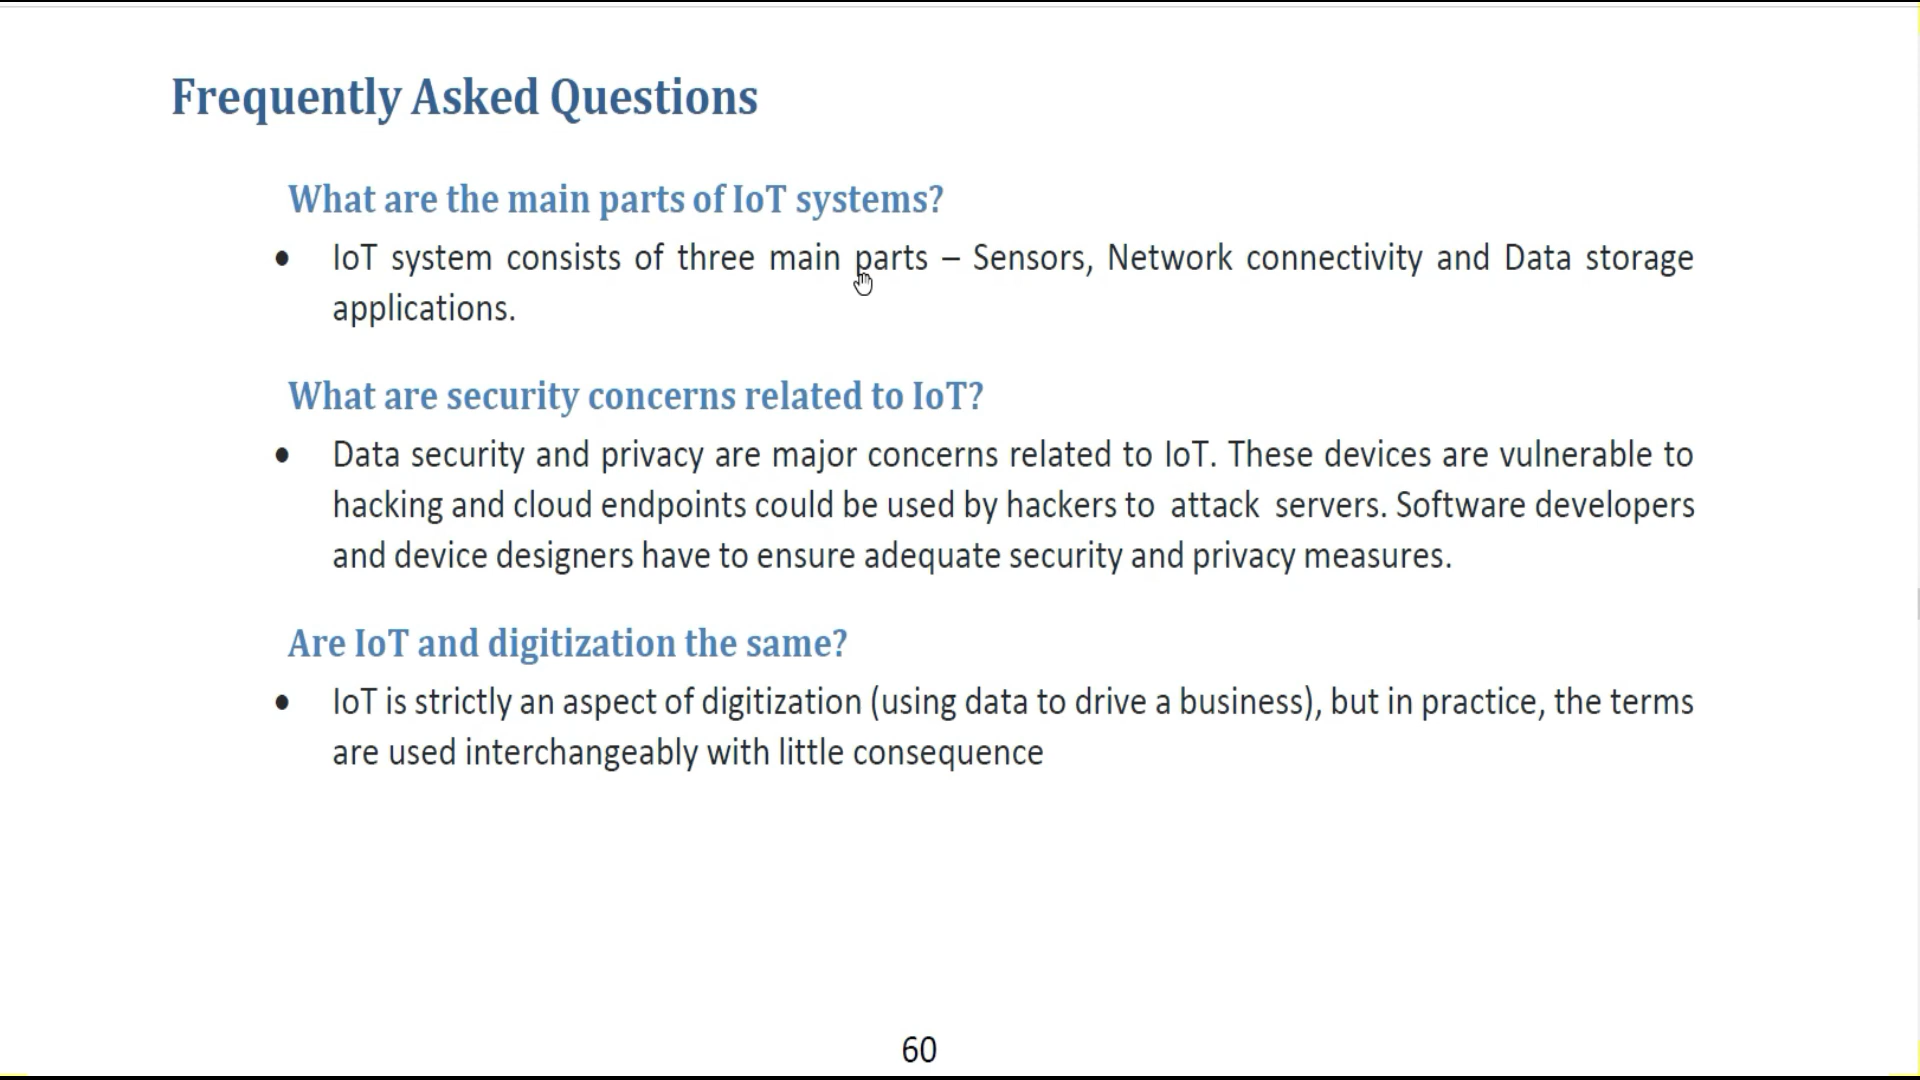 Frequently Asked Questions
What are the main parts of IoT systems?
• IoT system consists of three main parts – Sensors, Network connectivity and Data storage
applications.
What are security concerns related to IoT?
• Data security and privacy are major concerns related to IoT. These devices are vulnerable to
hacking and cloud endpoints could be used by hackers to attack servers. Software developers
and device designers have to ensure adequate security and privacy measures.
Are IoT and digitization the same?
• IoT is strictly an aspect of digitization (using data to drive a business), but in practice, the terms
are used interchangeably with little consequence
60